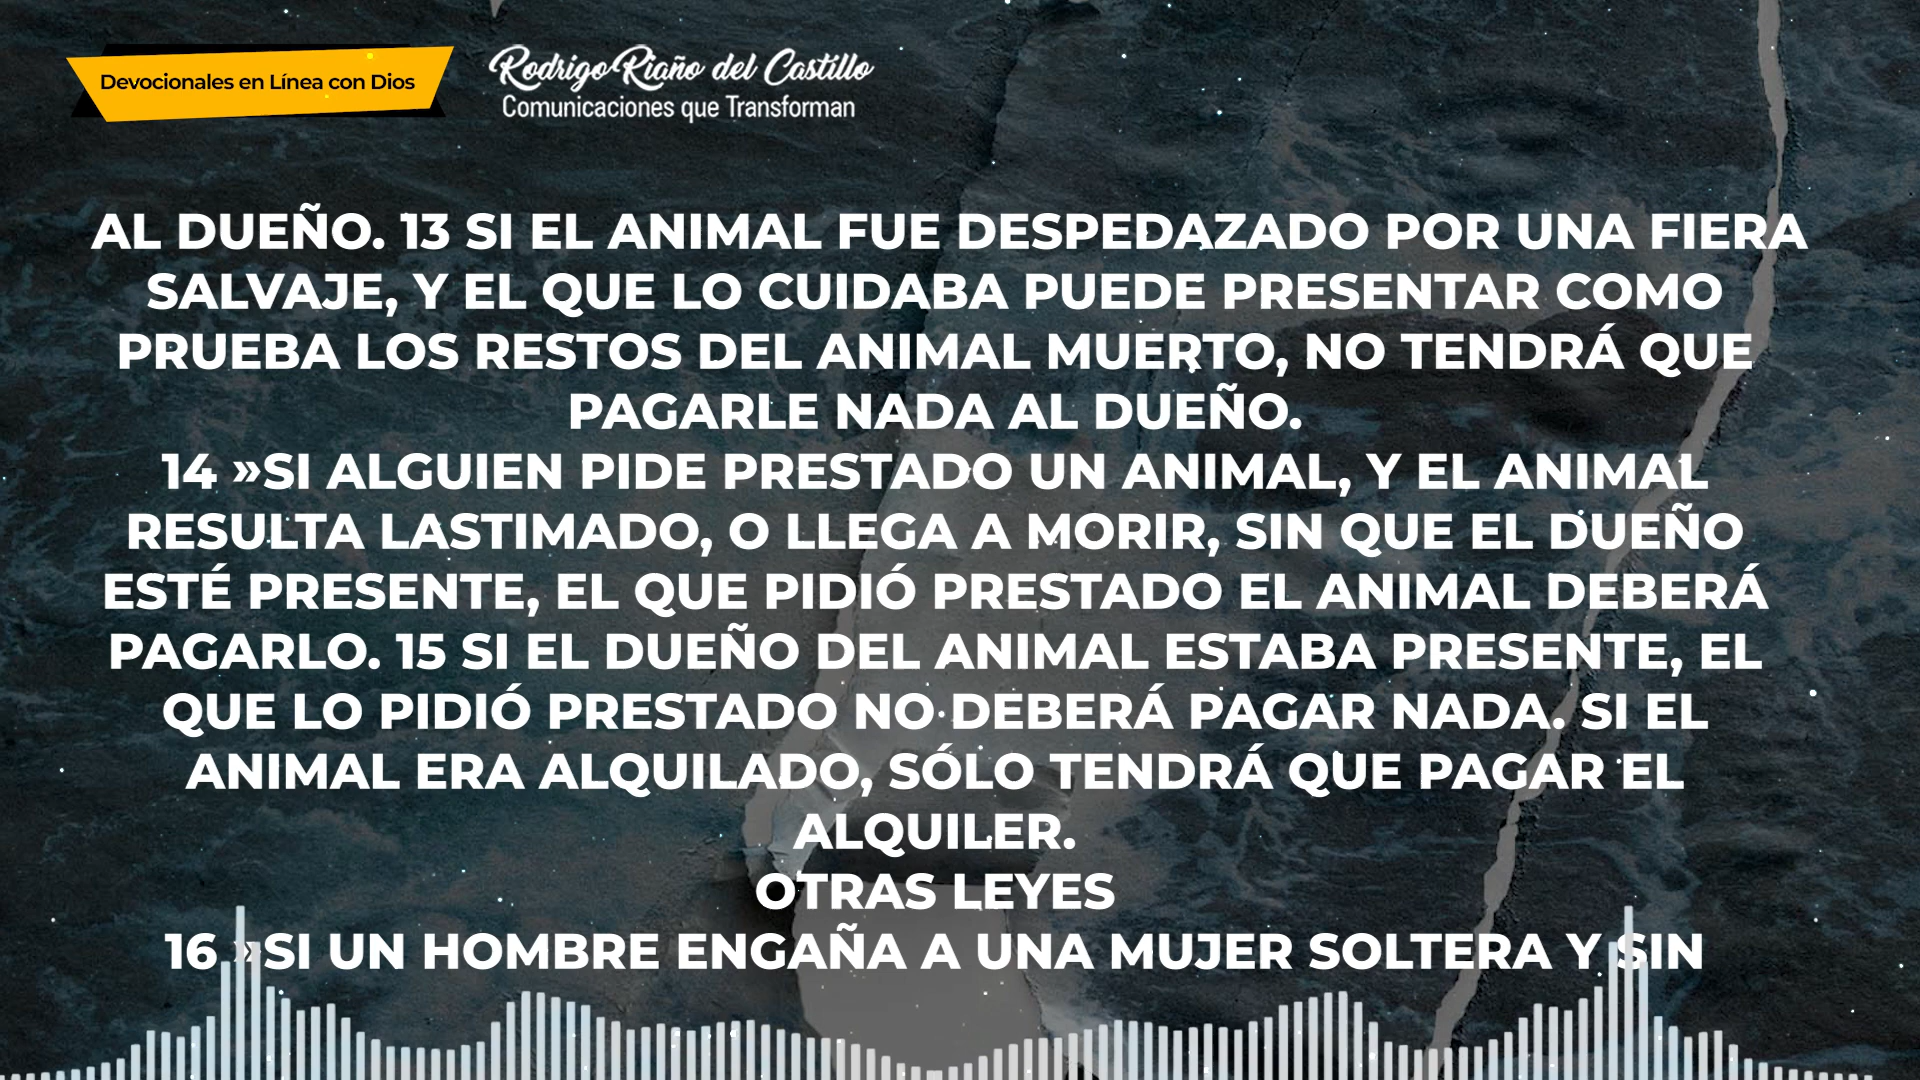 Devocionales en Línea con Dios
Rodrigo Riaño del Castillo
Comunicaciones que Transforman
AL DUEÑO. 13 SI EL ANIMAL FUE DESPEDAZADO POR UNA FIERA
SALVAJE, Y EL QUE LO CUIDABA PUEDE PRESENTAR COMO
PRUEBA LOS RESTOS DEL ANIMAL MUERTO, NO TENDRÁ QUE
PAGARLE NADA AL DUEÑO.
14 »SI ALGUIEN PIDE PRESTADO UN ANIMAL, Y EL ANIMAL
RESULTA LASTIMADO, O LLEGA A MORIR, SIN QUE EL DUEÑO
ESTÉ PRESENTE, EL QUE PIDIÓ PRESTADO EL ANIMAL DEBERÁ
PAGARLO. 15 SI EL DUEÑO DEL ANIMAL ESTABA PRESENTE, EL
QUE LO PIDIÓ PRESTADO NO DEBERÁ PAGAR NADA. SI EL
ANIMAL ERA ALQUILADO, SÓLO TENDRÁ QUE PAGAR EL
ALQUILER.
OTRAS LEYES
16 »SI UN HOMBRE ENGAÑA A UNA MUJER SOLTERA Y SIN